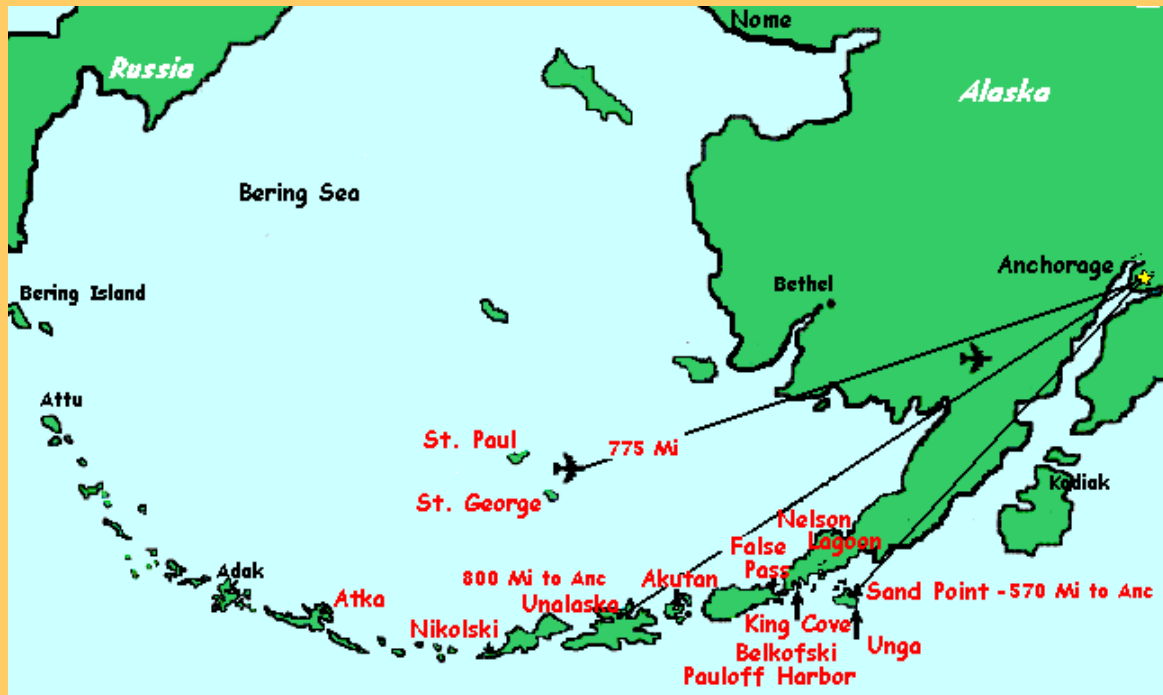 Nome
Russia
Alaska
Bering Sea
Anchorage
Bethel
Bering Island
Attu
St. Paul
775 Mi
St. George
Kodiak
Nelson
Lagoon
False
Pass
Adak
800 Mi to Anc
Akutan
Atka
Unalaska
Sand Point - 570 Mi to Anc
Nikolski
King Cove
Unga
Belkofski
Pauloff Harbor